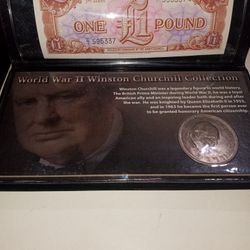 ONE £1 POUND
595337
World War II Winston Churchill Collection
Winston Churchill was a legendary figure in world history.
The British Prime Minister during World War II, he was a loyal
American ally and an inspiring leader both during and after
the war. He was knighted by Queen Elizabeth II in 1953,
and in 1963 he became the first person ever
to be granted honorary American citizenship.